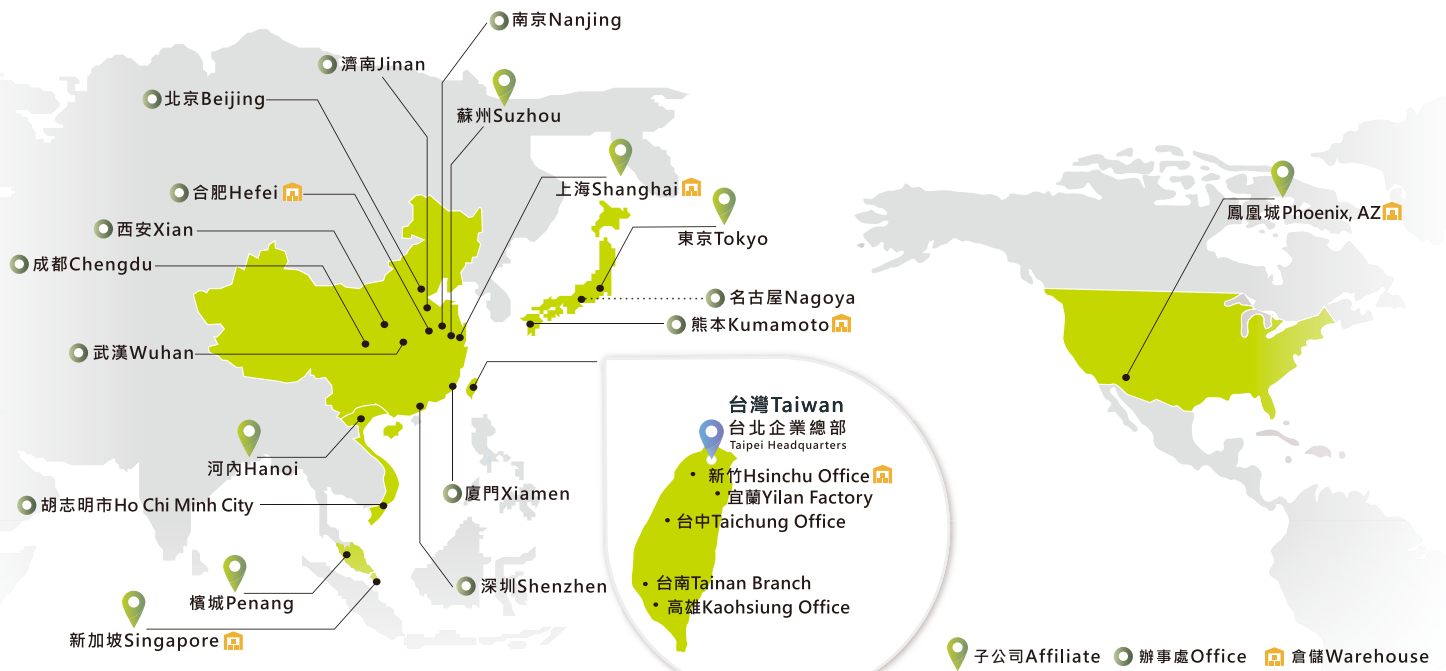 南京Nanjing
濟南Jinan
北京Beijing
蘇州Suzhou
合肥Hefei
上海Shanghai
西安Xian
東京Tokyo
成都Chengdu
名古屋Nagoya
熊本Kumamoto
武漢Wuhan
鳳凰城Phoenix, AZ
台灣Taiwan
台北企業總部
Taipei Headquarters
新竹Hsinchu Office
宜蘭Yilan Factory
台中Taichung Office
台南Tainan Branch
高雄Kaohsiung Office
河內Hanoi
胡志明市Ho Chi Minh City
廈門Xiamen
深圳Shenzhen
檳城Penang
新加坡Singapore
子公司Affiliate
辦事處Office
倉儲Warehouse